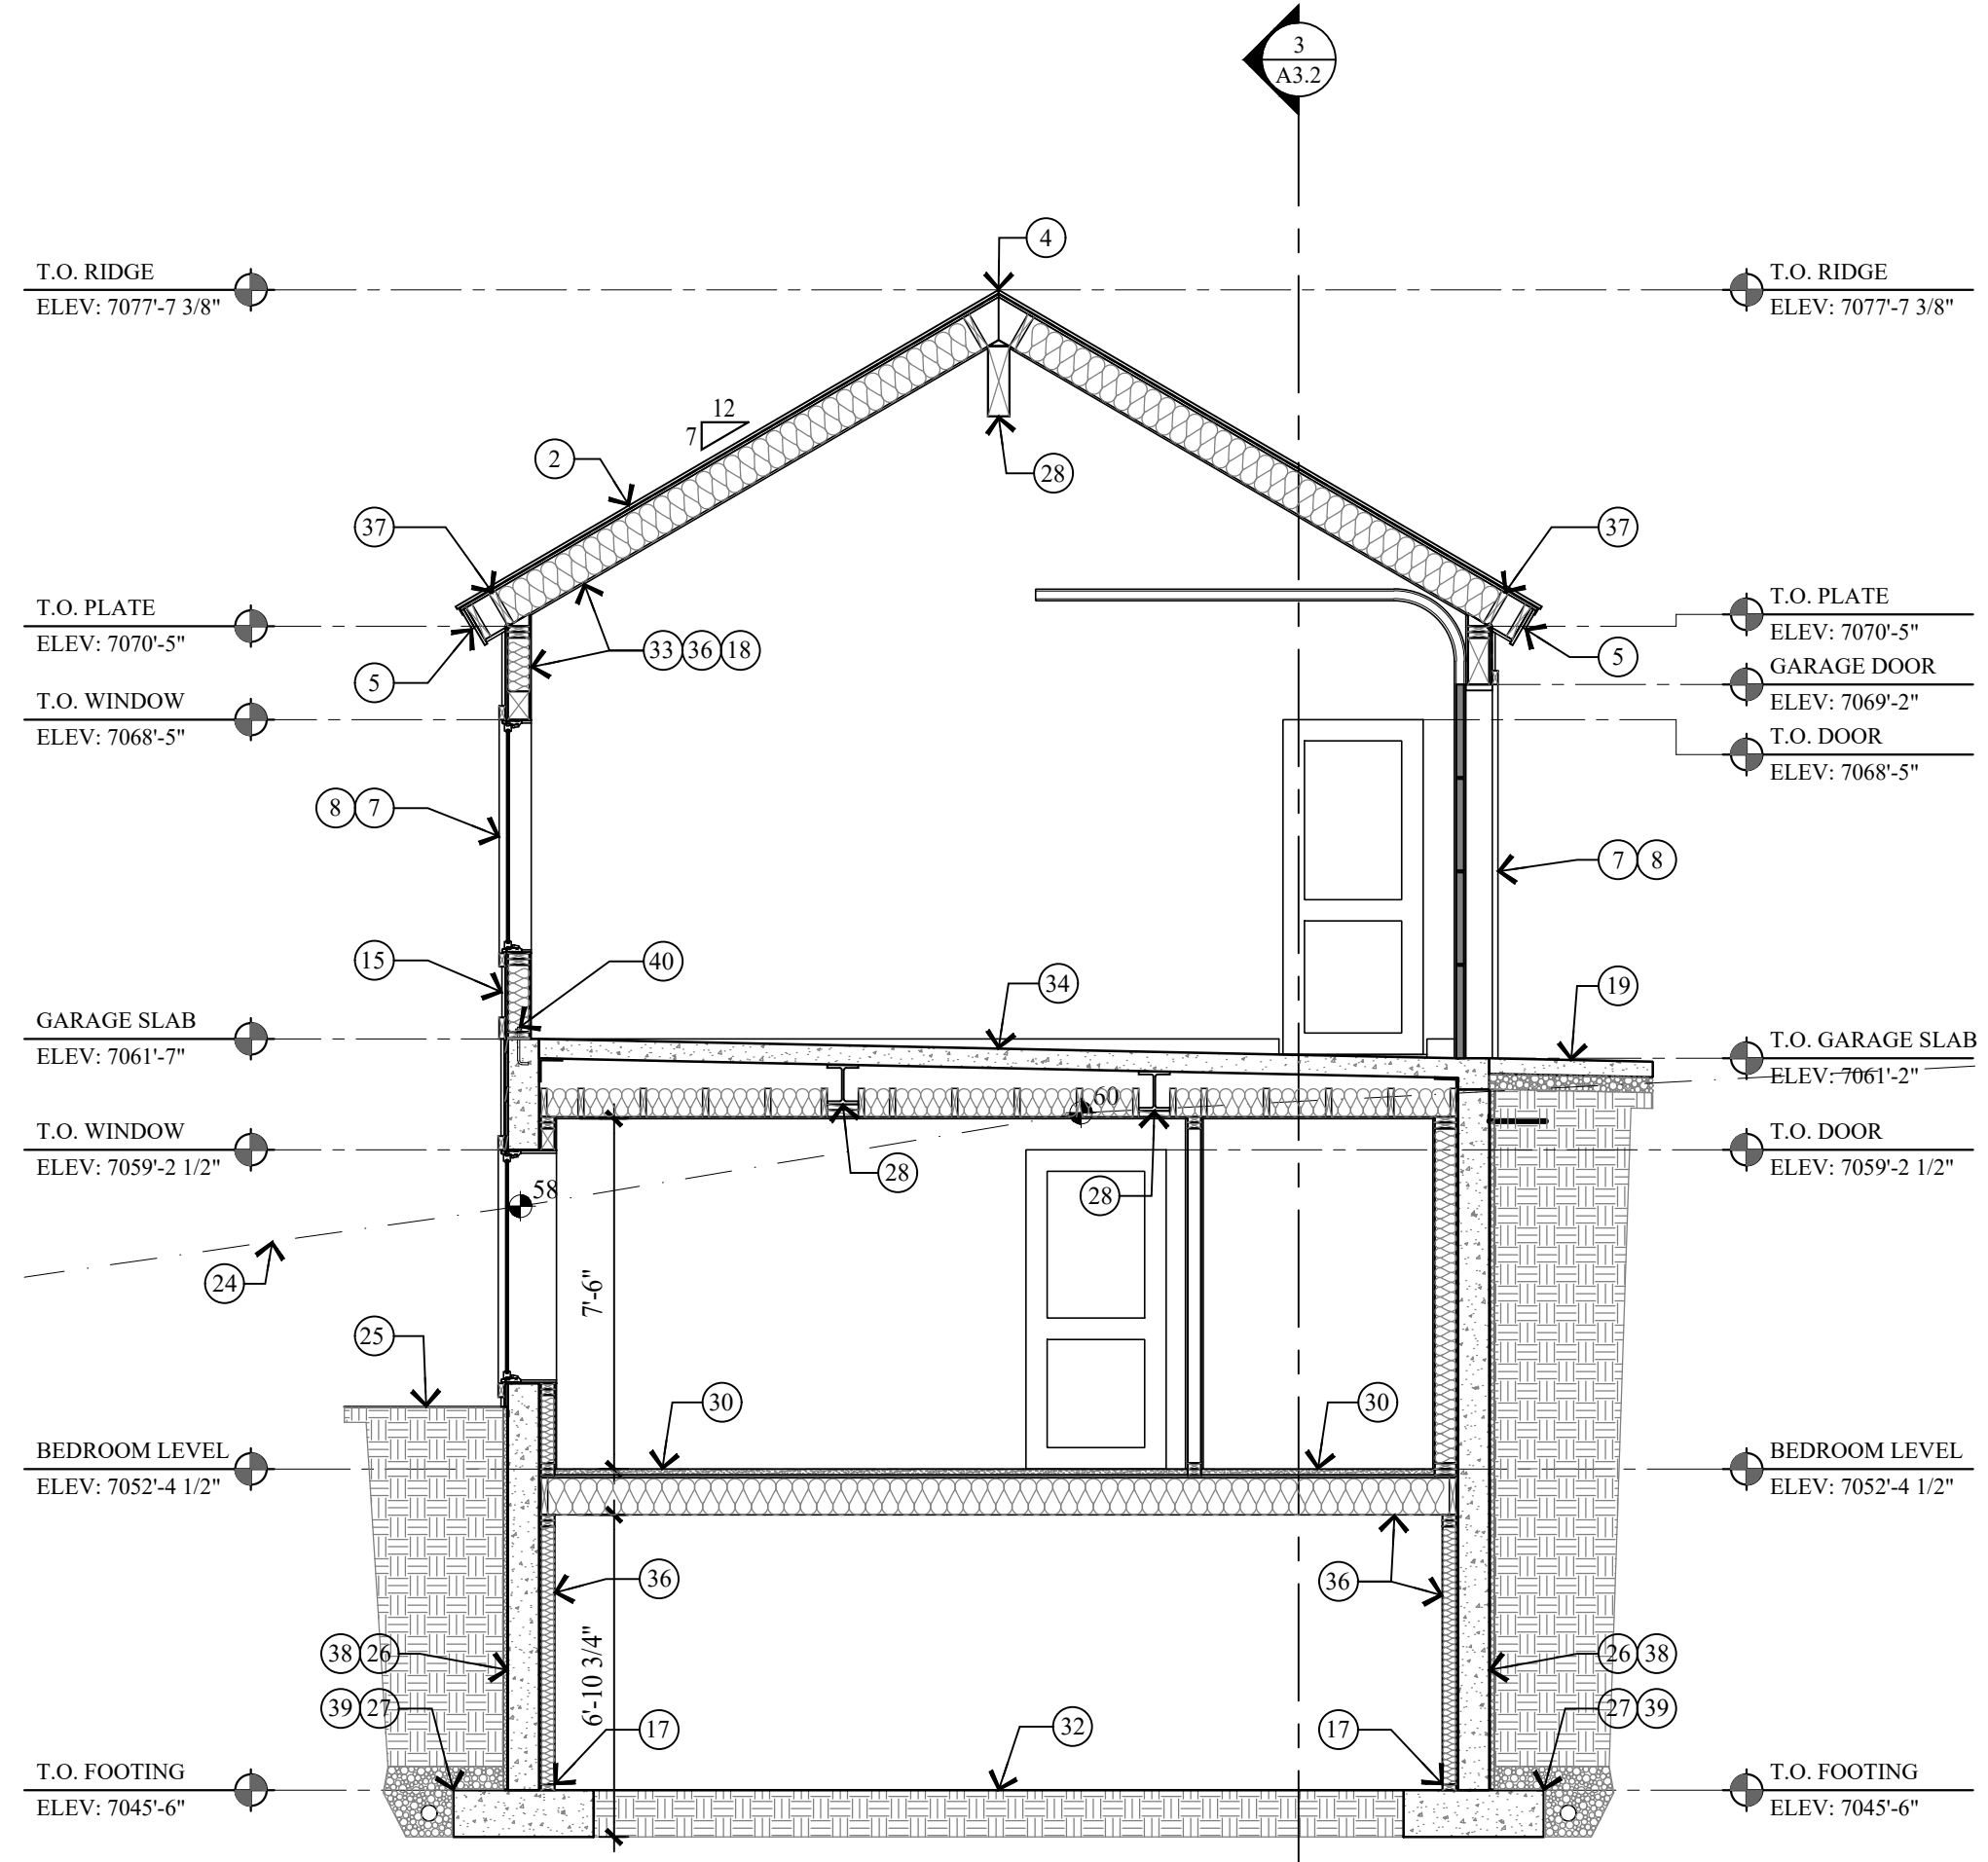 3
A3.2
4
T.O. RIDGE
ELEV: 7077'-7 3/8"
T.O. RIDGE
ELEV: 7077'-7 3/8"
12
7
2
28
37
37
T.O. PLATE
ELEV: 7070'-5"
T.O. PLATE
ELEV: 7070'-5"
33 36 18
5
5
GARAGE DOOR
ELEV: 7069'-2"
T.O. WINDOW
ELEV: 7068'-5"
T.O. DOOR
ELEV: 7068'-5"
8 7
7 8
15
40
34
19
GARAGE SLAB
ELEV: 7061'-7"
T.O. GARAGE SLAB
ELEV: 7061'-2"
60
T.O. WINDOW
ELEV: 7059'-2 1/2"
T.O. DOOR
ELEV: 7059'-2 1/2"
28
28
58
24
7'-6"
25
30
30
BEDROOM LEVEL
ELEV: 7052'-4 1/2"
BEDROOM LEVEL
ELEV: 7052'-4 1/2"
36
36
38 26
26 38
6'-10 3/4"
39 27
27 39
17
32
17
T.O. FOOTING
ELEV: 7045'-6"
T.O. FOOTING
ELEV: 7045'-6"